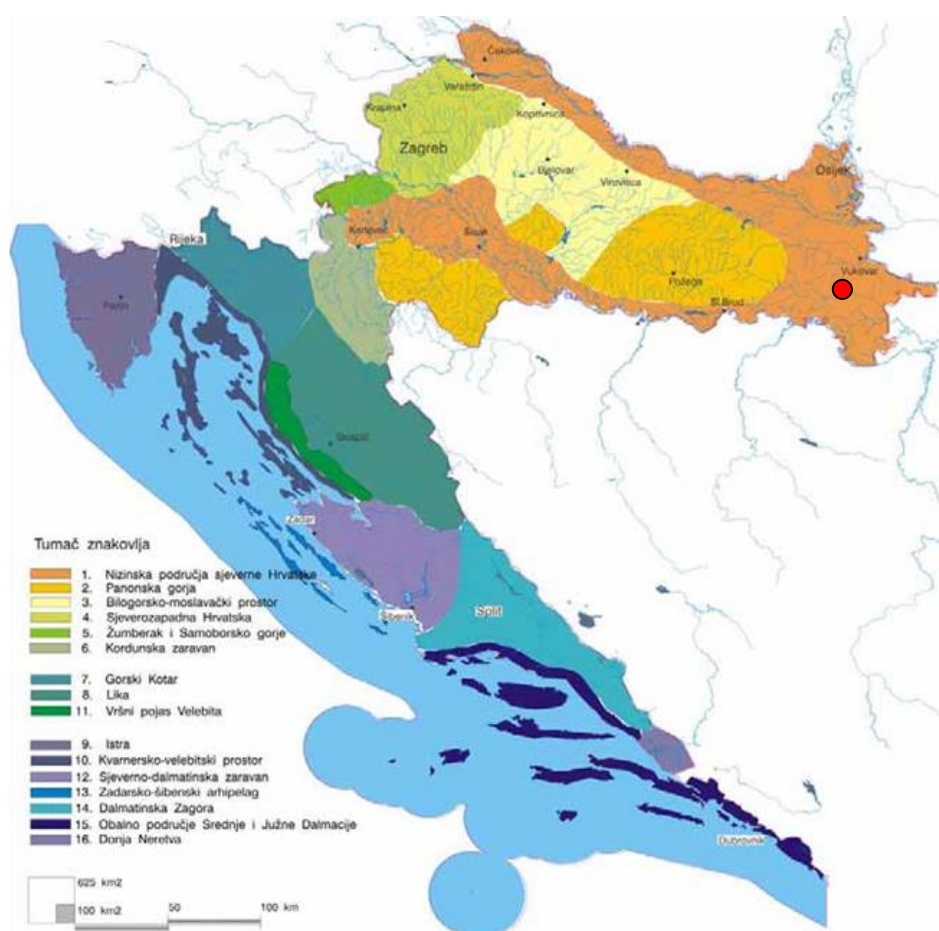 Čakovec
Varaždin
Krapina
Koprivnica
Zagreb
Bjelovar
Virovitica
Osijek
Rijeka
Karlovac
Sisak
Vukovar
Požega
Sl.Brod
Pazin
Gospić
Zadar
Šibenik
Split
Dubrovnik
Tumač znakovlja
1. Nizinska područja sjeverne Hrvatske
2. Panonska gorja
3. Bilogorsko-moslavački prostor
4. Sjeverozapadna Hrvatska
5. Žumberak i Samoborsko gorje
6. Kordunska zaravan
7. Gorski Kotar
8. Lika
11. Vršni pojas Velebita
9. Istra
10. Kvarnersko-velebitski prostor
12. Sjeverno-dalmatinska zaravan
13. Zadarsko-šibenski arhipelag
14. Dalmatinska Zagora
15. Obalno područje Srednje i Južne Dalmacije
16. Donja Neretva
625 km2
100 km2
50
100 km